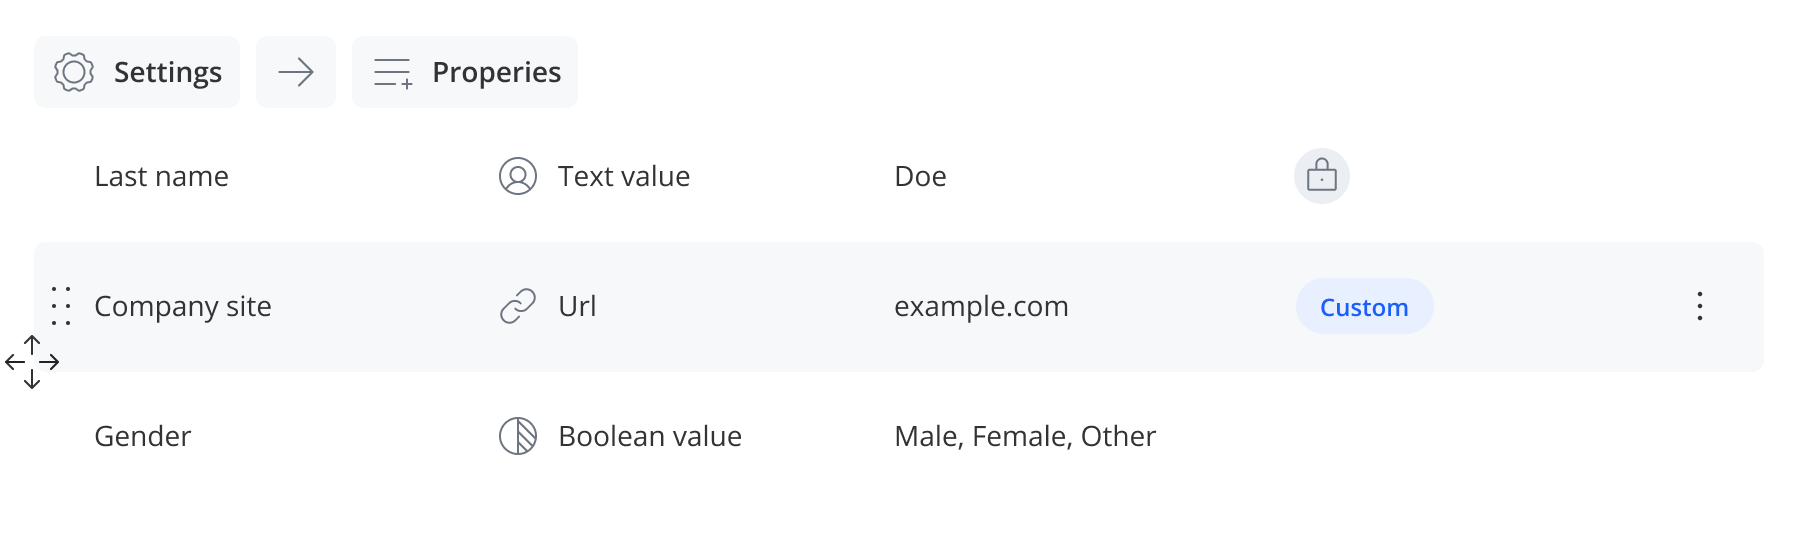 Settings Properies
Last name Text value Doe
Company site Url example.com Custom
Gender Boolean value Male, Female, Other